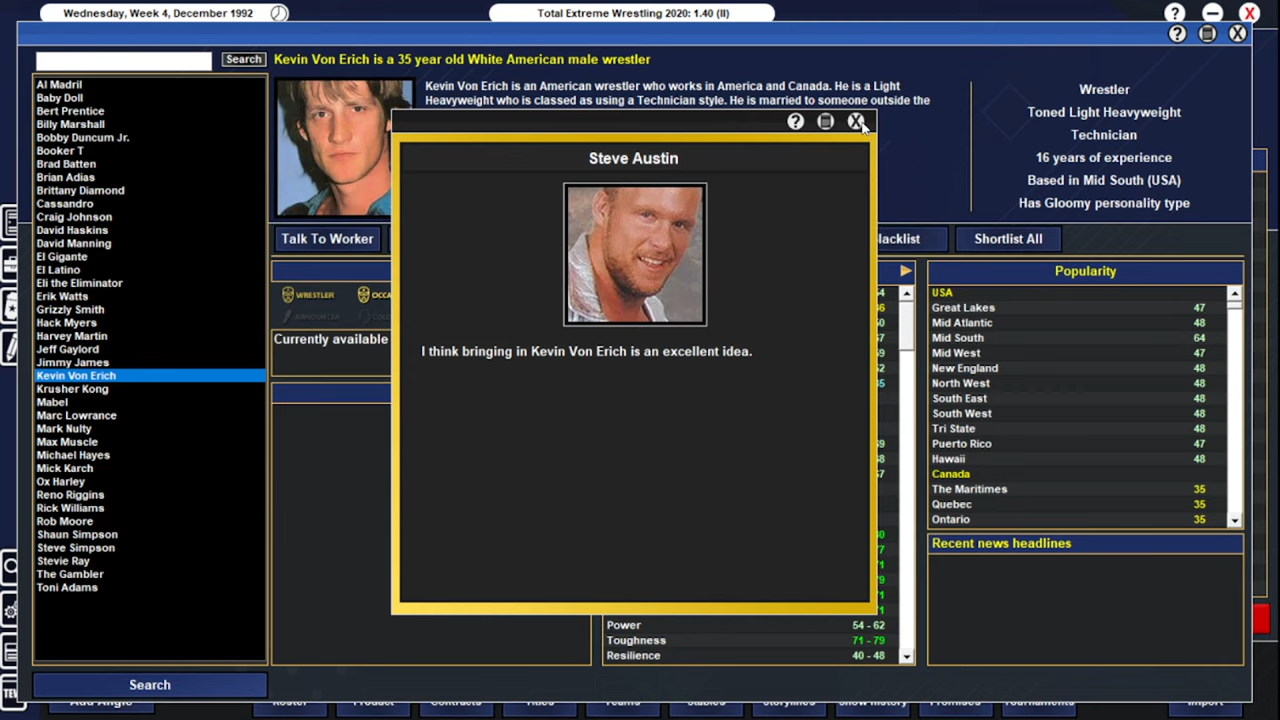 Wednesday, Week 4, December 1992
Total Extreme Wrestling 2020: 1.40 (II)
Search
Kevin Von Erich is a 35 year old White American male wrestler
Al Madril
Baby Doll
Bert Prentice
Billy Marshall
Bobby Duncum Jr.
Booker T
Brad Batten
Brian Adias
Brittany Diamond
Cassandro
Craig Johnson
David Haskins
David Manning
El Gigante
El Latino
Eli the Eliminator
Erik Watts
Grizzly Smith
Hack Myers
Harvey Martin
Jeff Gaylord
Jimmy James
Kevin Von Erich
Krusher Kong
Mabel
Marc Lowrance
Mark Nulty
Max Muscle
Michael Hayes
Mick Karch
Ox Harley
Reno Riggins
Rick Williams
Rob Moore
Shaun Simpson
Steve Simpson
Stevie Ray
The Gambler
Toni Adams
Search
Kevin Von Erich is an American wrestler who works in America and Canada. He is a Light
Heavyweight who is classed as using a Technician style. He is married to someone outside the
Wrestler
Toned Light Heavyweight
Technician
16 years of experience
Based in Mid South (USA)
Has Gloomy personality type
Talk To Worker
Shortlist All
WRESTLER
Currently available
Steve Austin
I think bringing in Kevin Von Erich is an excellent idea.
Power 54 - 62
Toughness 71 - 79
Resilience 40 - 48
Popularity
USA
Great Lakes 47
Mid Atlantic 48
Mid South 64
Mid West 47
New England 48
North West 48
South East 48
South West 48
Tri State 48
Puerto Rico 47
Hawaii 48
Canada
The Maritimes 35
Quebec 35
Ontario 35
Recent news headlines